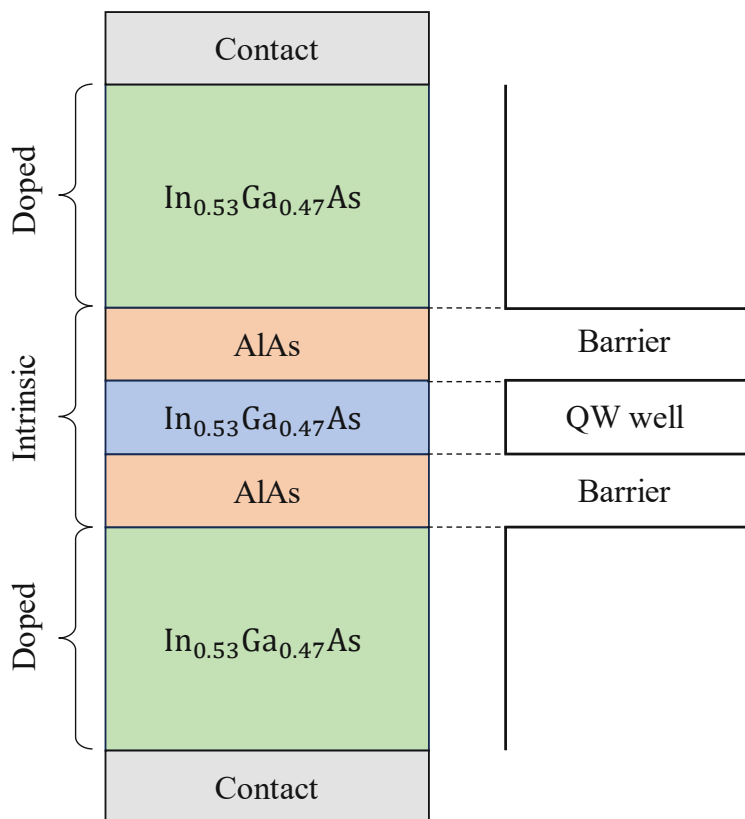 Contact
Doped
In₀.₅₃Ga₀.₄₇As
Intrinsic
AlAs
Barrier
In₀.₅₃Ga₀.₄₇As
QW well
AlAs
Barrier
Doped
In₀.₅₃Ga₀.₄₇As
Contact